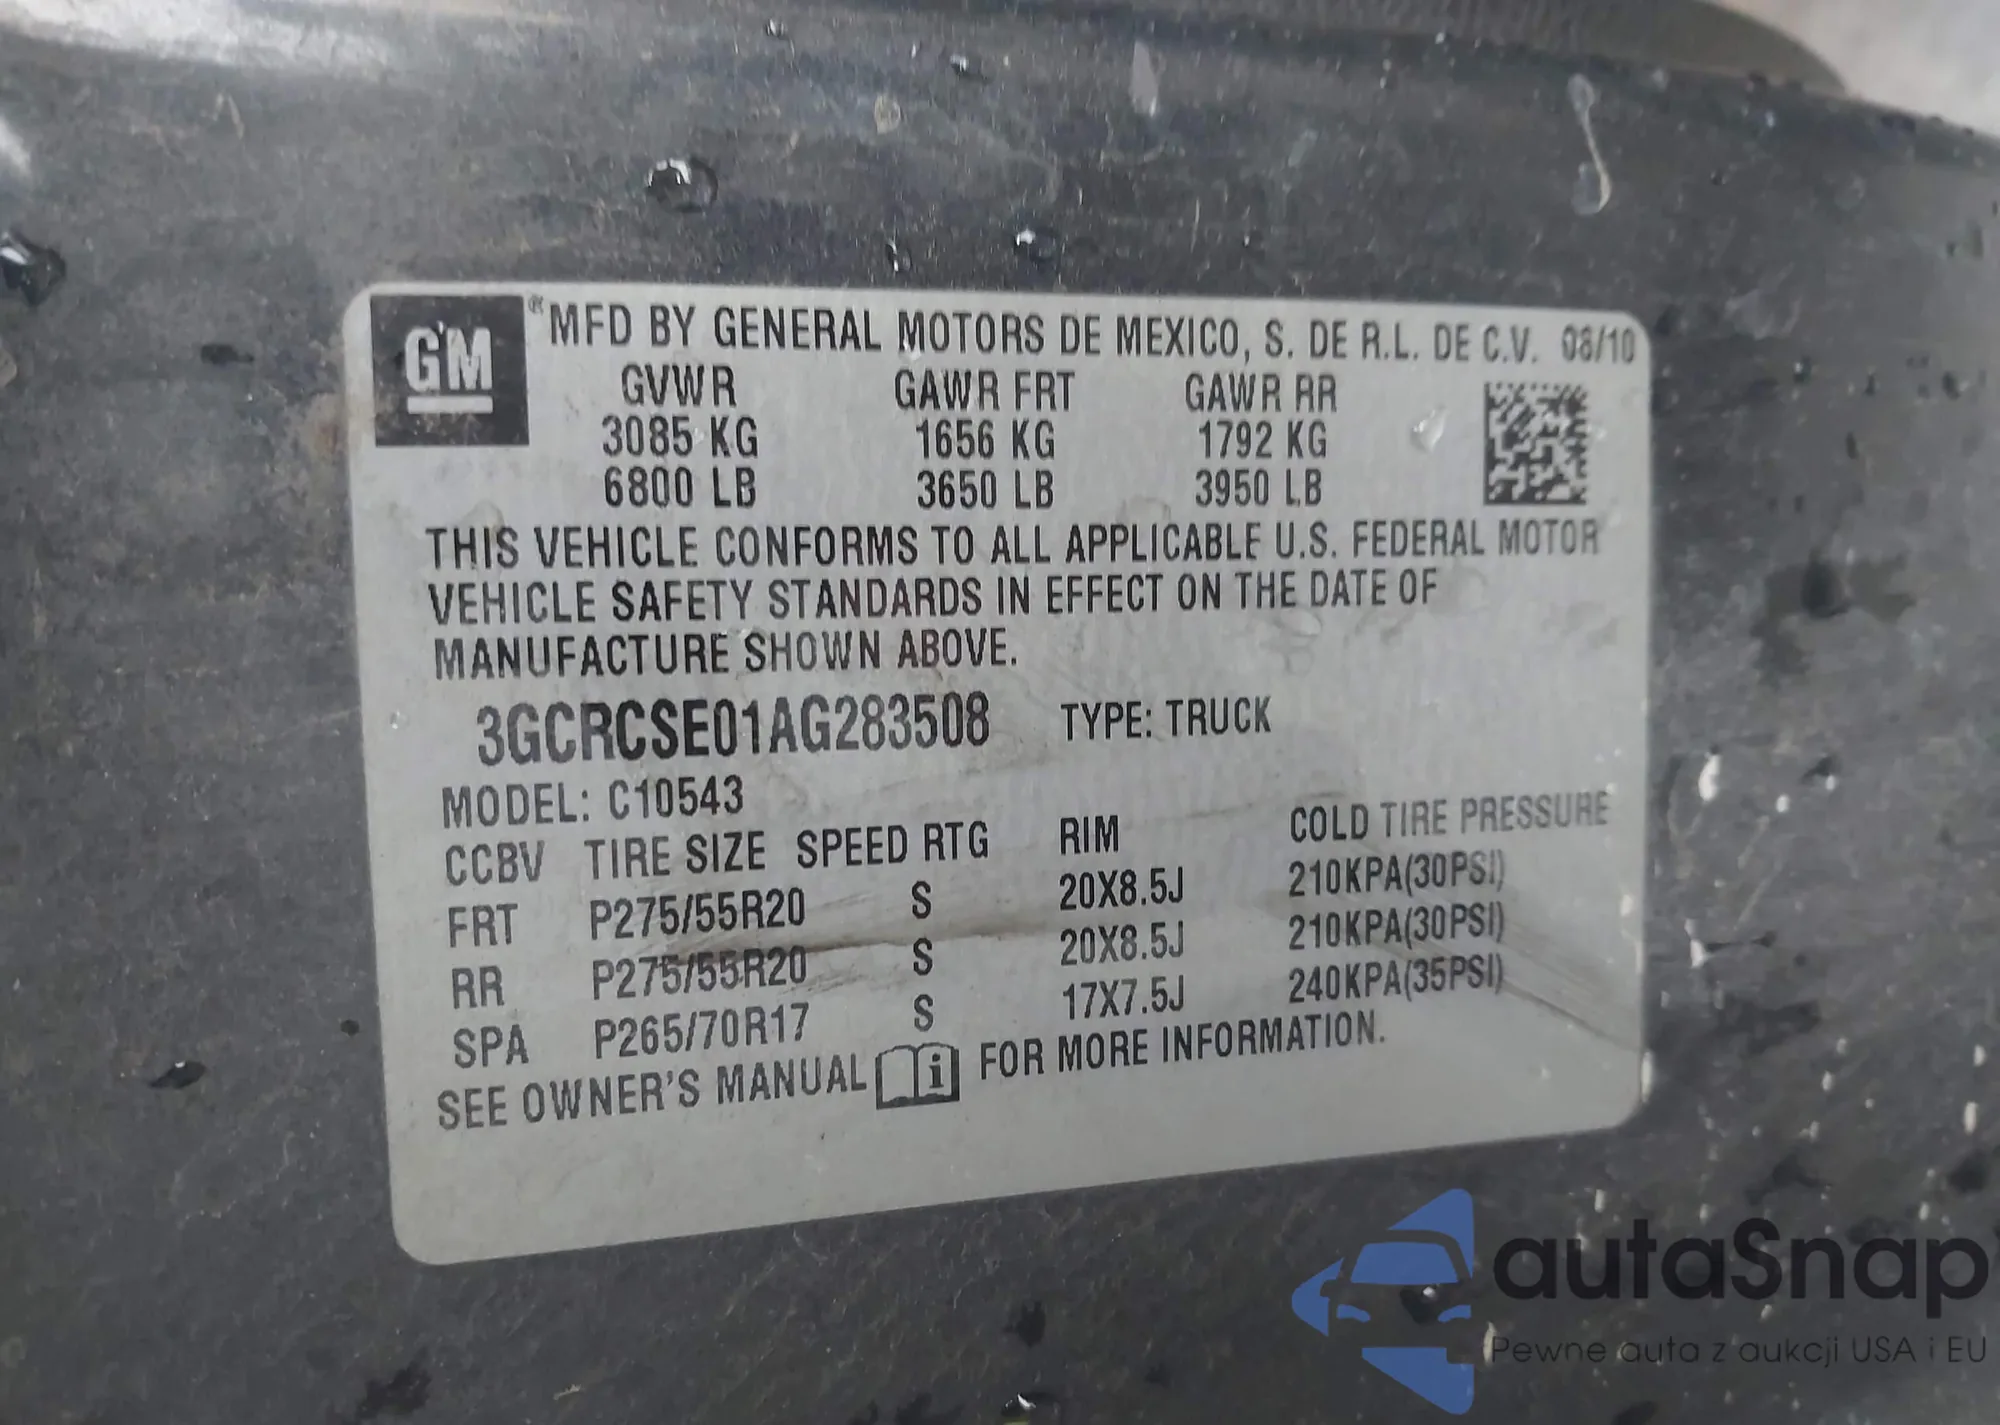 GM ® MFD BY GENERAL MOTORS DE MEXICO, S. DE R.L. DE C.V. 08/10
GVWR GAWR FRT GAWR RR
3085 KG 1656 KG 1792 KG
6800 LB 3650 LB 3950 LB
THIS VEHICLE CONFORMS TO ALL APPLICABLE U.S. FEDERAL MOTOR
VEHICLE SAFETY STANDARDS IN EFFECT ON THE DATE OF
MANUFACTURE SHOWN ABOVE.
3GCRCSE01AG283508 TYPE: TRUCK
MODEL: C10543
CCBV TIRE SIZE SPEED RTG RIM COLD TIRE PRESSURE
FRT P275/55R20 S 20X8.5J 210KPA(30PSI)
RR P275/55R20 S 20X8.5J 210KPA(30PSI)
SPA P265/70R17 S 17X7.5J 240KPA(35PSI)
SEE OWNER'S MANUAL i FOR MORE INFORMATION.
autaSnap
Pewne auta z aukcji USA i EU